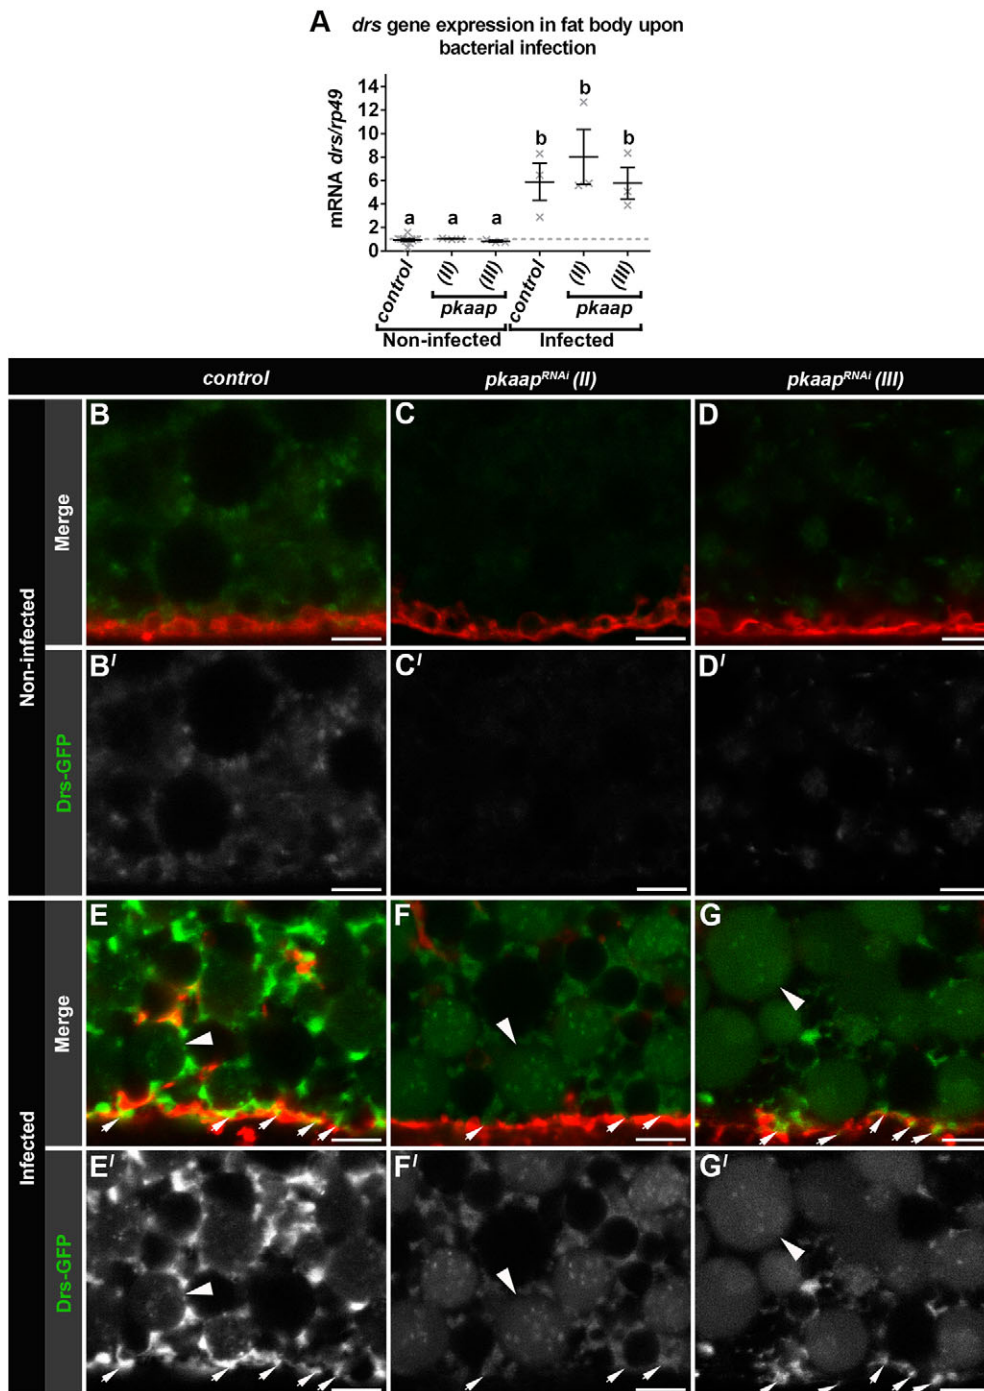 A drs gene expression in fat body upon
bacterial infection
mRNA drs/rp49
14
12
10
8
6
4
2
0
a a a b b b
control (II) (III) control (II) (III)
pkaap pkaap
Non-infected Infected
control pkaapRNAi (II) pkaapRNAi (III)
Non-infected
Merge
B C D
Drs-GFP
B/ C/ D/
Infected
Merge
E F G
Drs-GFP
E/ F/ G/